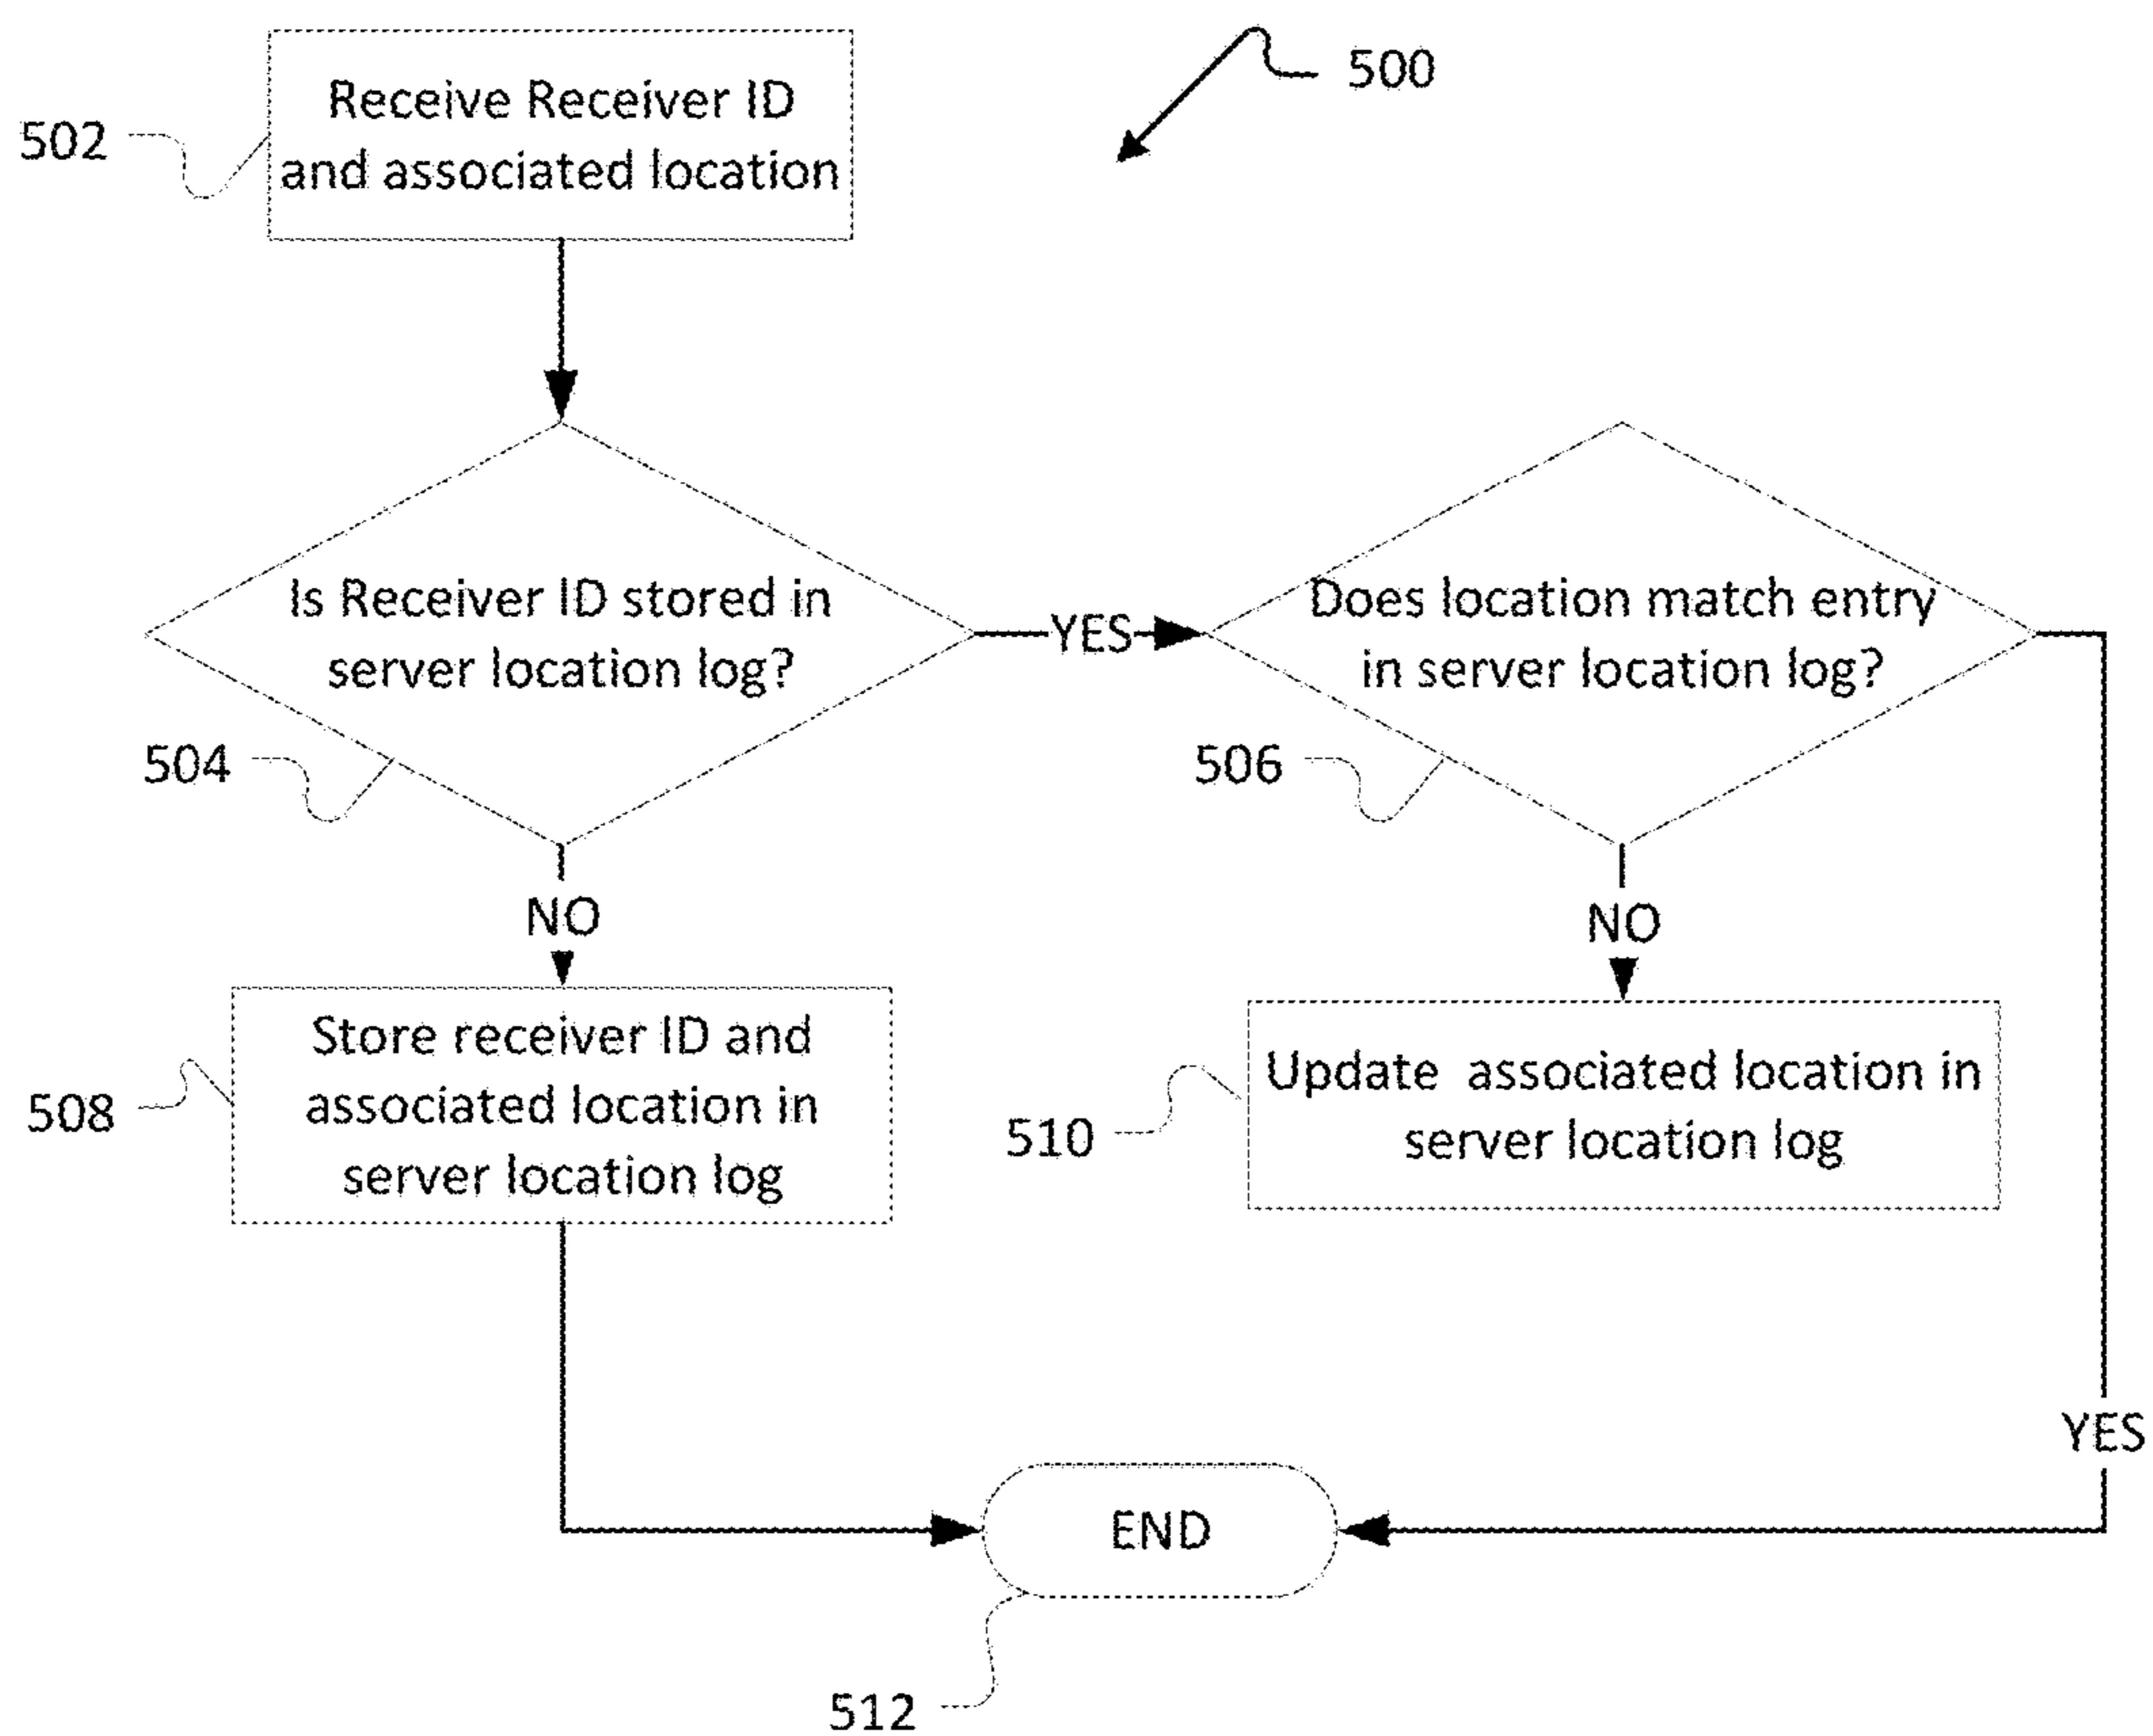 500
Receive Receiver ID
and associated location
502
Is Receiver ID stored in
server location log?
YES
Does location match entry
in server location log?
504
506
NO
NO
Store receiver ID and
associated location in
server location log
508
Update associated location in
server location log
510
YES
END
512